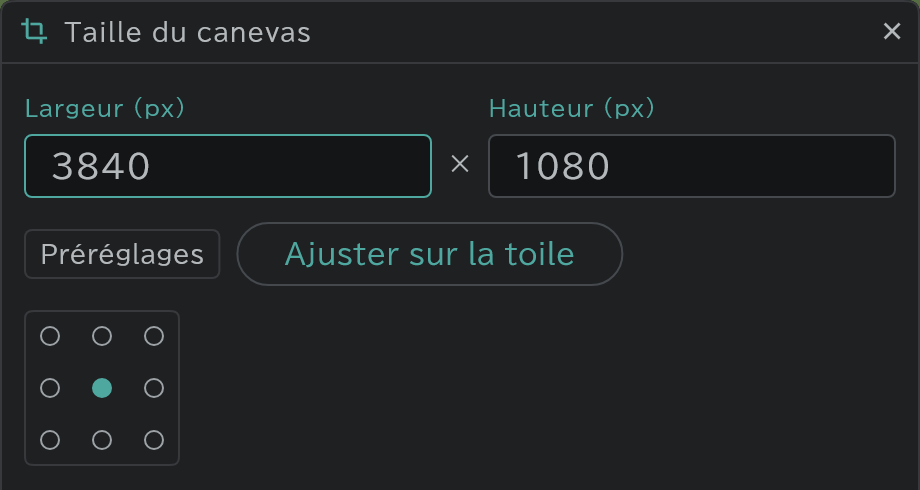 Taille du canevas
Largeur (px) Hauteur (px)
3840 × 1080
Préréglages Ajuster sur la toile